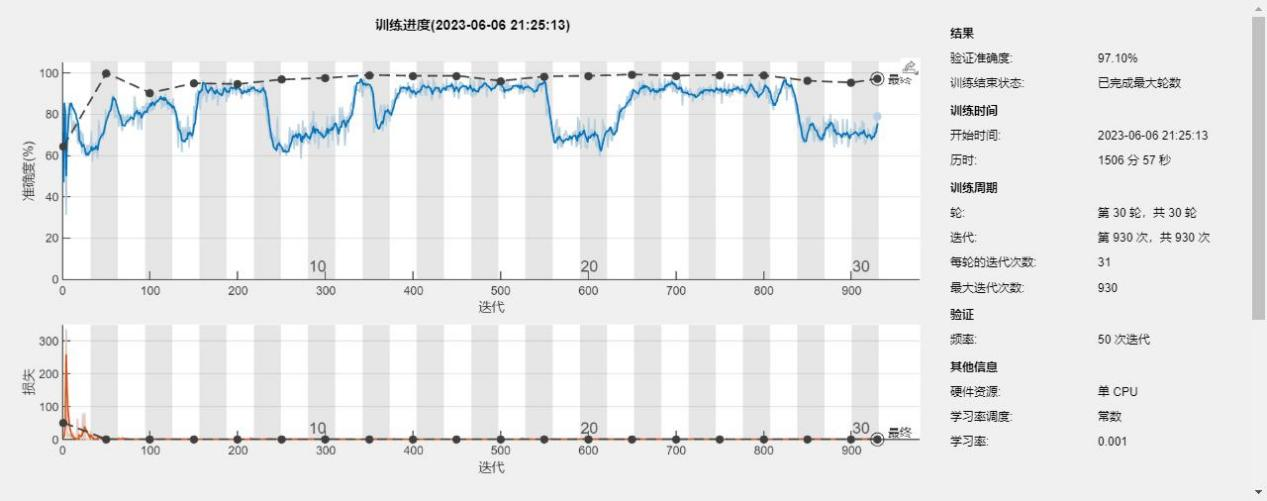 训练进度(2023-06-06 21:25:13)
准确度(%)
100
80
60
40
20
0
最终
10 20 30
0 100 200 300 400 500 600 700 800 900
迭代
损失
300
200
100
0
10 20 30
最终
0 100 200 300 400 500 600 700 800 900
迭代
结果
验证准确度: 97.10%
训练结束状态: 已完成最大轮数
训练时间
开始时间: 2023-06-06 21:25:13
历时: 1506 分 57 秒
训练周期
轮: 第 30 轮，共 30 轮
迭代: 第 930 次，共 930 次
每轮的迭代次数: 31
最大迭代次数: 930
验证
频率: 50 次迭代
其他信息
硬件资源: 单 CPU
学习率调度: 常数
学习率: 0.001